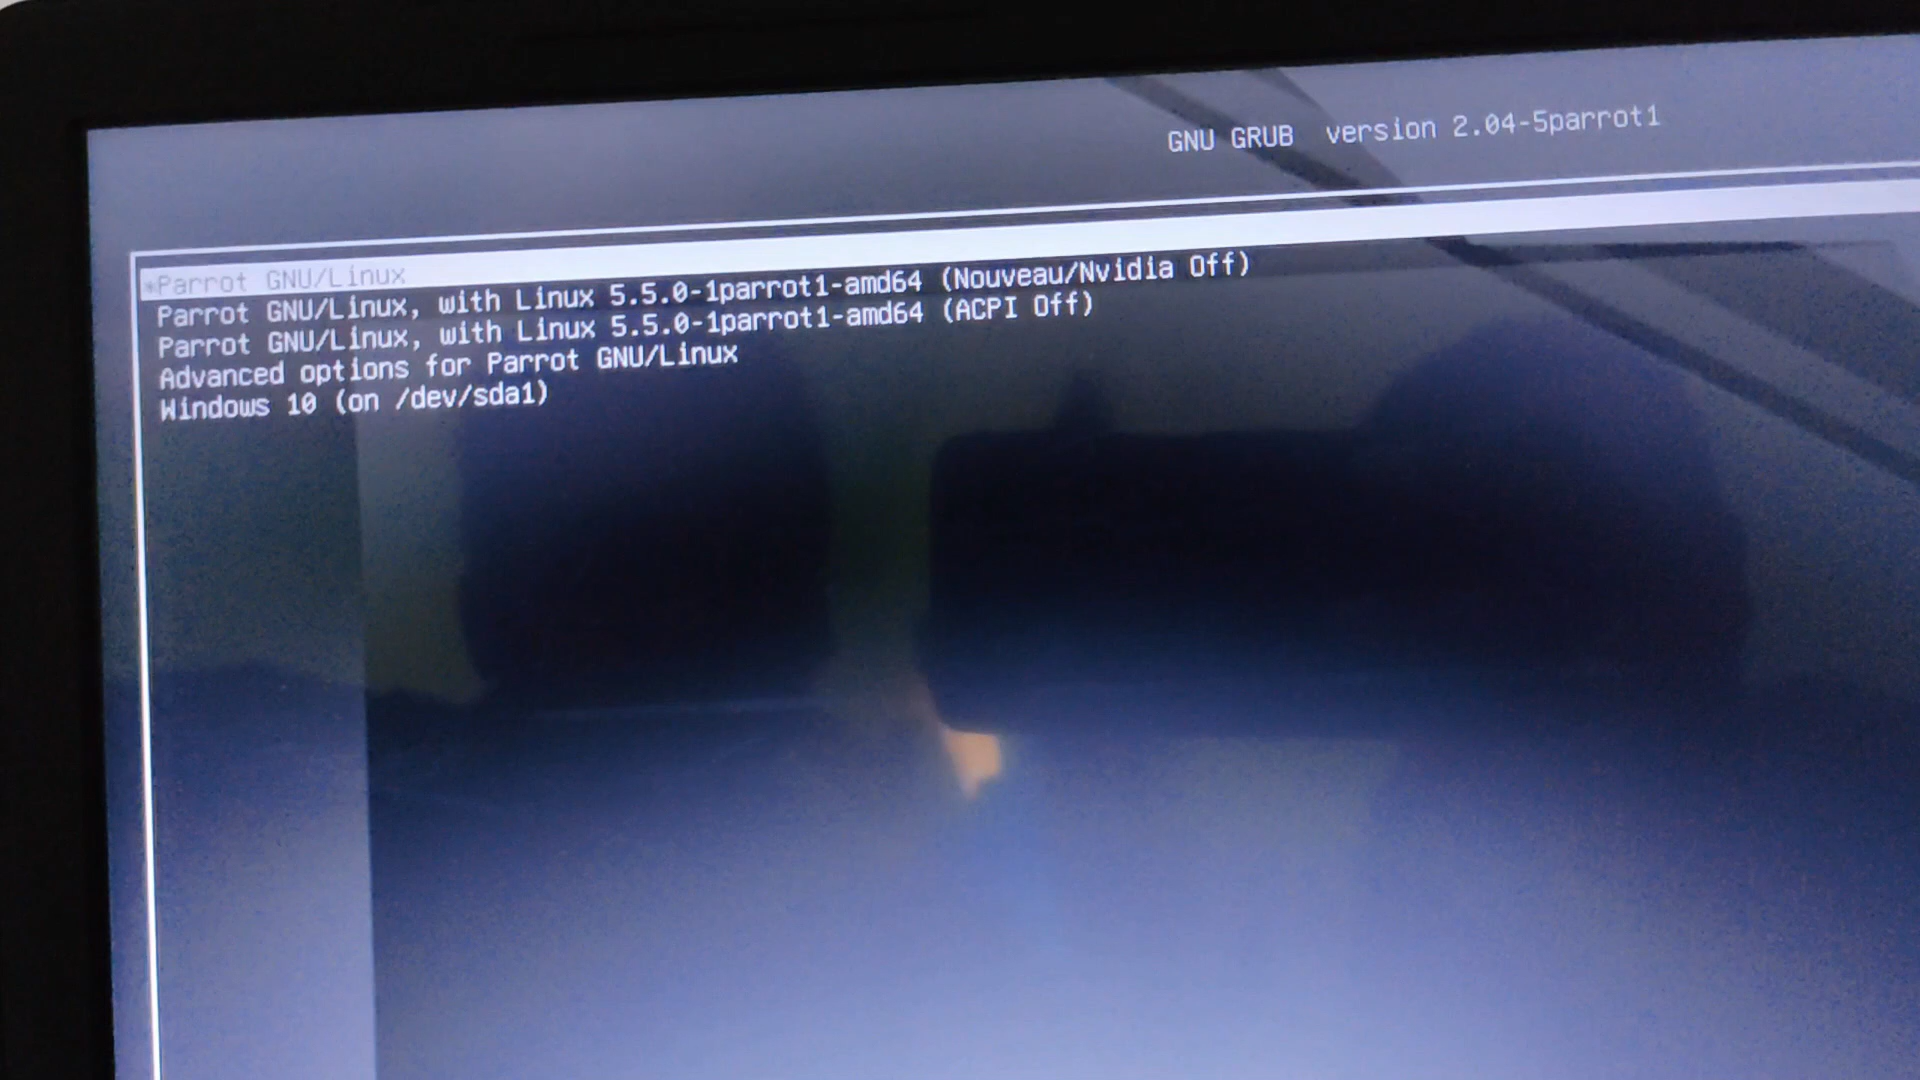 GNU GRUB  version 2.04-5parrot1
*Parrot GNU/Linux
Parrot GNU/Linux, with Linux 5.5.0-1parrot1-amd64 (Nouveau/Nvidia Off)
Parrot GNU/Linux, with Linux 5.5.0-1parrot1-amd64 (ACPI Off)
Advanced options for Parrot GNU/Linux
Windows 10 (on /dev/sda1)